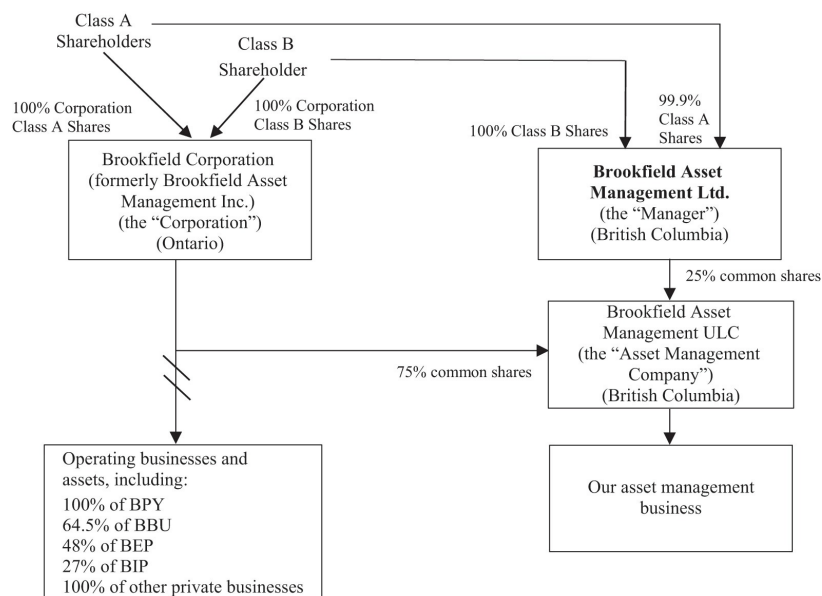 Class A
Shareholders
Class B
Shareholder
100% Corporation
Class A Shares
100% Corporation
Class B Shares
100% Class B Shares
99.9%
Class A
Shares
Brookfield Corporation
(formerly Brookfield Asset
Management Inc.)
(the “Corporation”)
(Ontario)
Brookfield Asset
Management Ltd.
(the “Manager”)
(British Columbia)
25% common shares
Brookfield Asset
Management ULC
(the “Asset Management
Company”)
(British Columbia)
75% common shares
Operating businesses and
assets, including:
100% of BPY
64.5% of BBU
48% of BEP
27% of BIP
100% of other private businesses
Our asset management
business